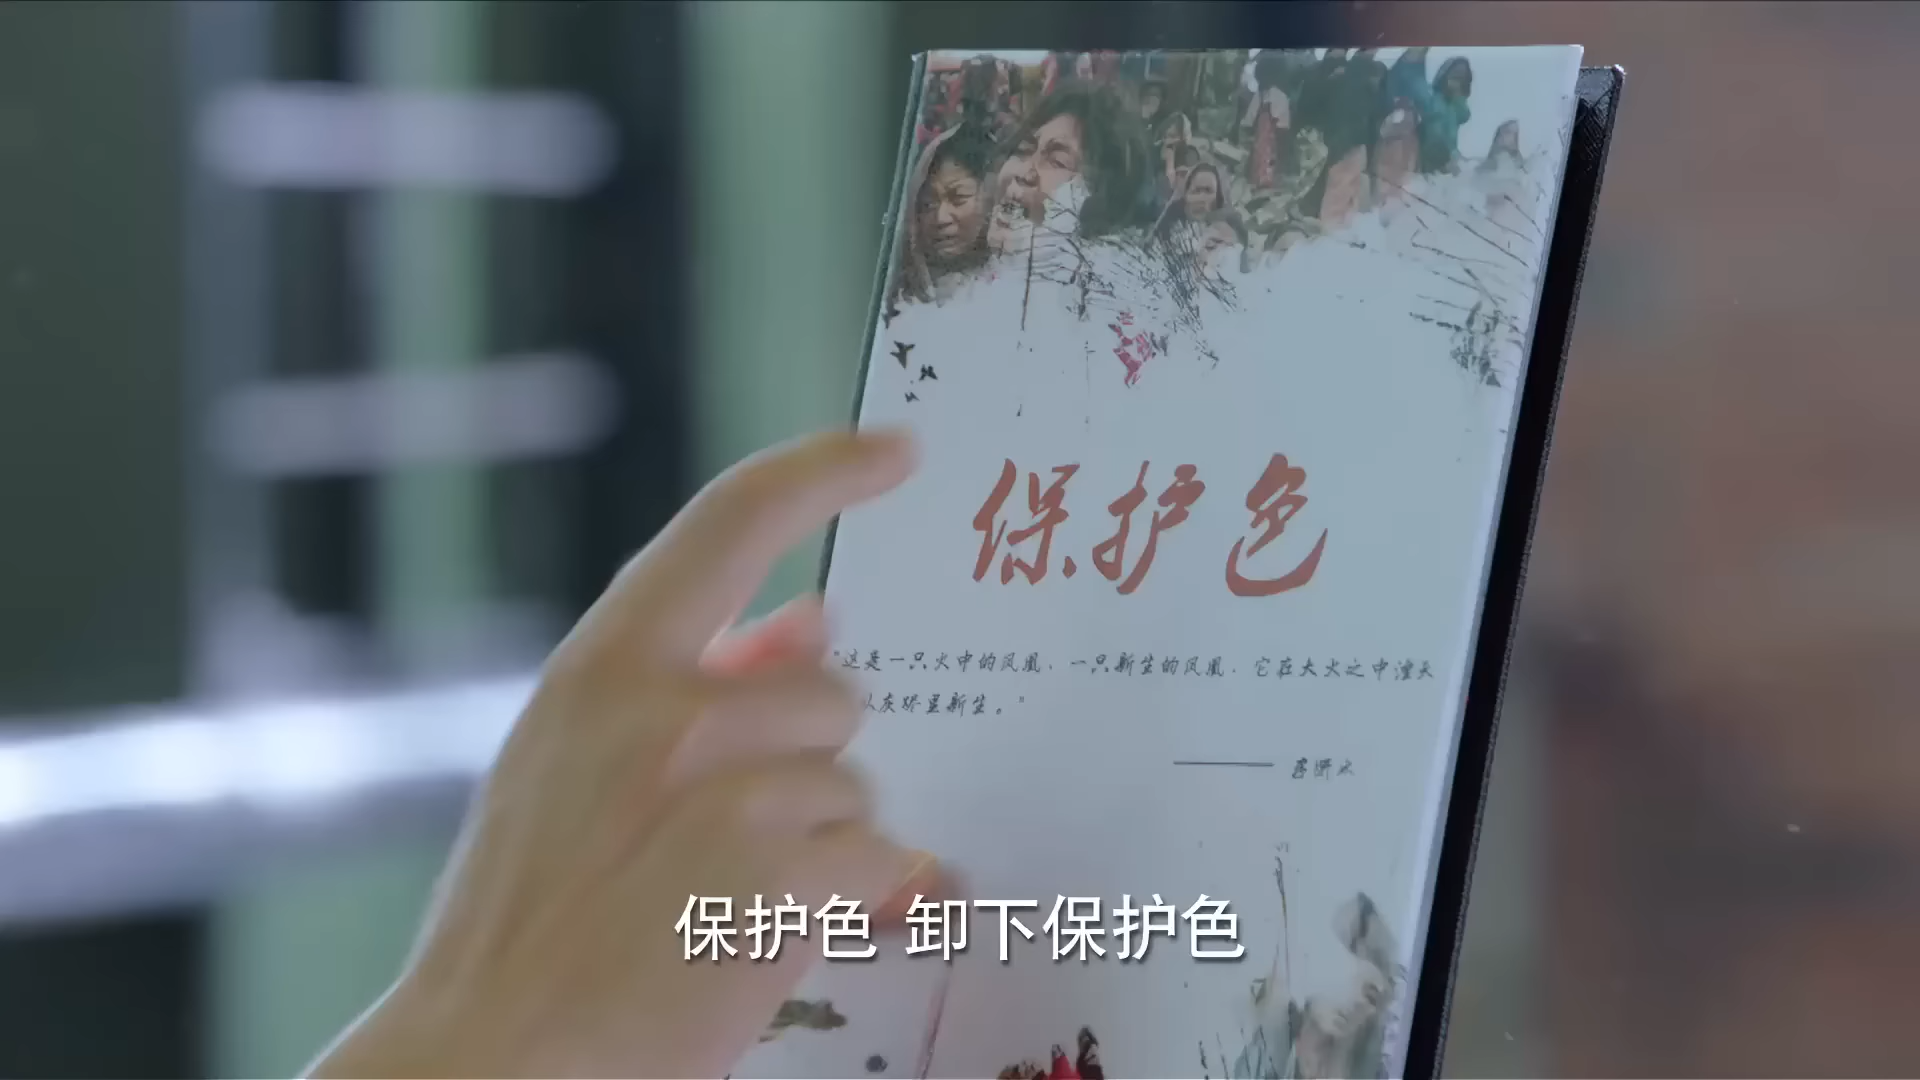 保护色
"这是一只火中的凤凰,一只新生的凤凰,它在大火之中
从灰烬里新生。"
保护色 卸下保护色